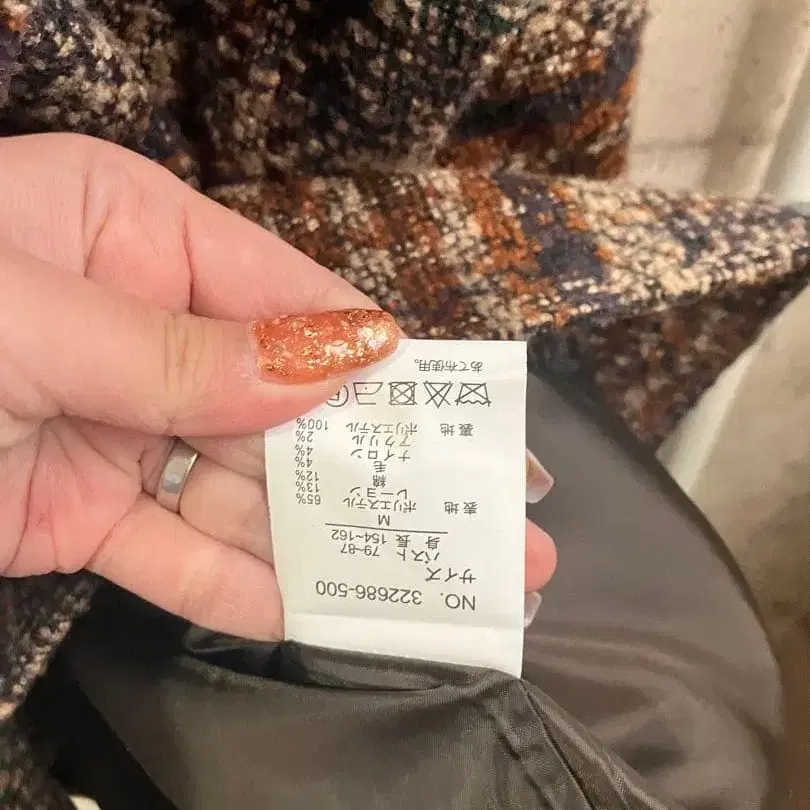 NO. 322686-500
サイズ
バスト 79~87
身長 154~162
M
表地 ポリエステル 65%
レーヨン 13%
綿 12%
毛 4%
ナイロン 4%
アクリル 2%
裏地 ポリエステル 100%
あて布使用。